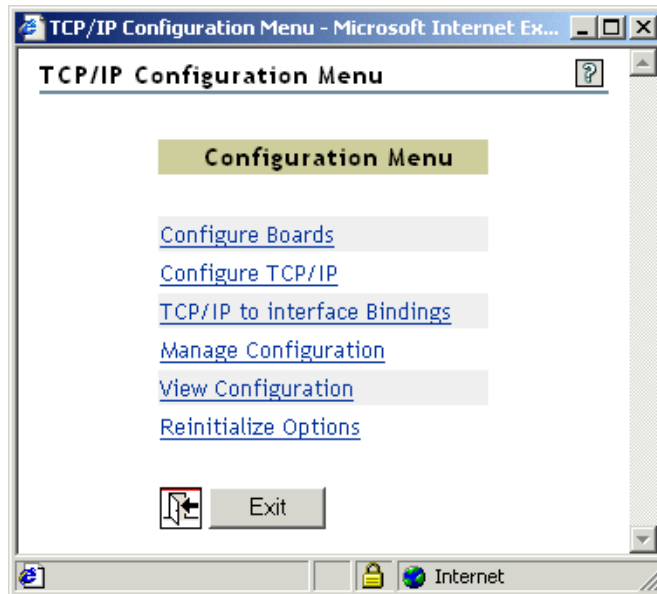 TCP/IP Configuration Menu - Microsoft Internet Ex...
TCP/IP Configuration Menu
?
Configuration Menu
Configure Boards
Configure TCP/IP
TCP/IP to interface Bindings
Manage Configuration
View Configuration
Reinitialize Options
Exit
Internet